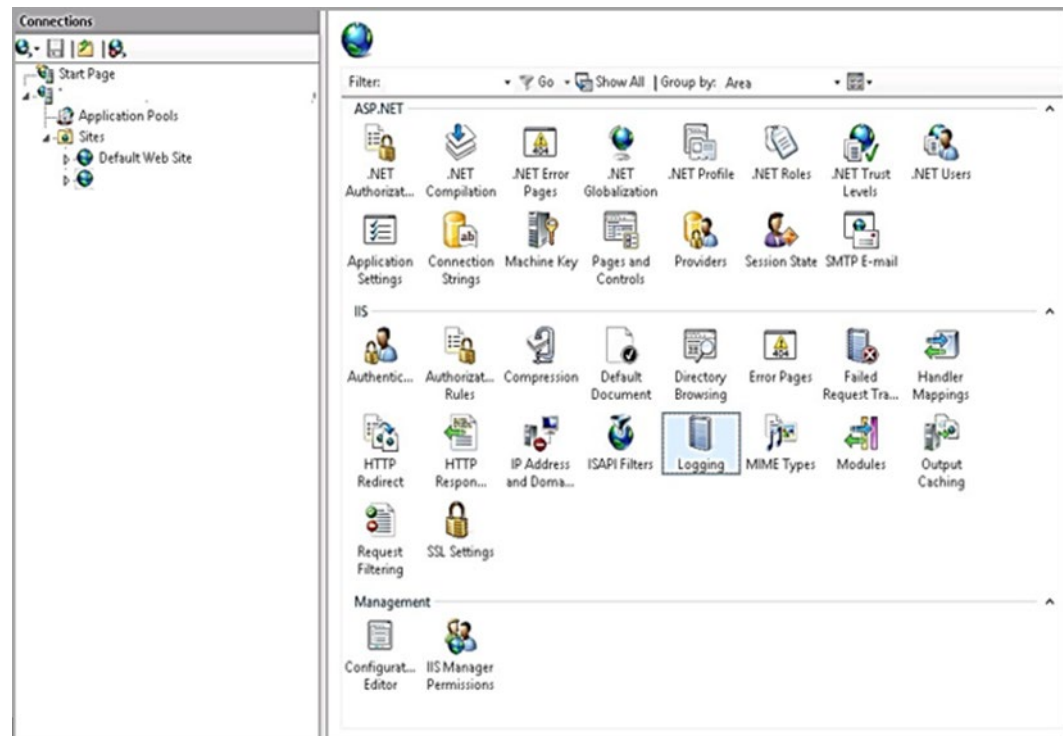 Connections
Start Page
Application Pools
Sites
Default Web Site
Filter: Go Show All Group by: Area
ASP.NET
.NET Authorizat...
.NET Compilation
.NET Error Pages
.NET Globalization
.NET Profile
.NET Roles
.NET Trust Levels
.NET Users
Application Settings
Connection Strings
Machine Key
Pages and Controls
Providers
Session State
SMTP E-mail
IIS
Authentic...
Authorizat... Rules
Compression
Default Document
Directory Browsing
Error Pages
Failed Request Tra...
Handler Mappings
HTTP Redirect
HTTP Respon...
IP Address and Doma...
ISAPI Filters
Logging
MIME Types
Modules
Output Caching
Request Filtering
SSL Settings
Management
Configurat... Editor
IIS Manager Permissions